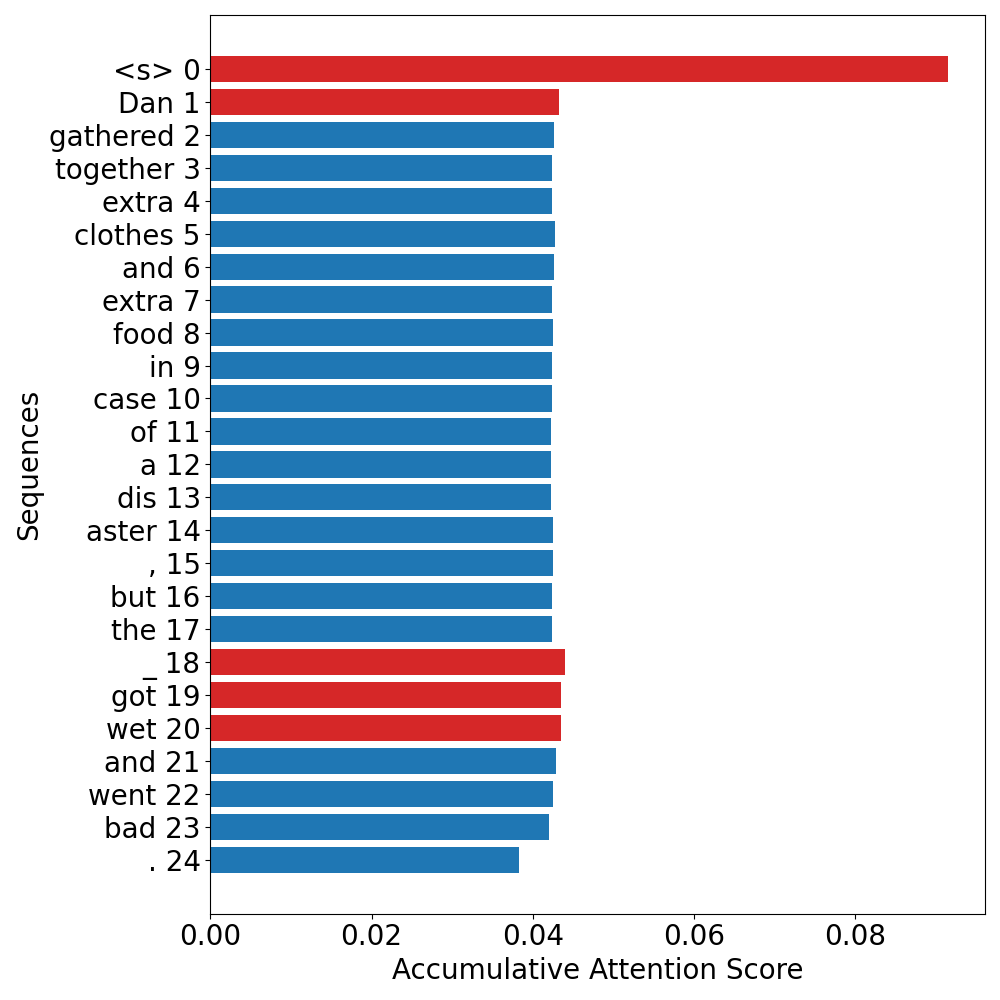 <s> 0
Dan 1
gathered 2
together 3
extra 4
clothes 5
and 6
extra 7
food 8
in 9
case 10
of 11
a 12
dis 13
aster 14
, 15
but 16
the 17
_ 18
got 19
wet 20
and 21
went 22
bad 23
. 24
Sequences
0.00 0.02 0.04 0.06 0.08
Accumulative Attention Score